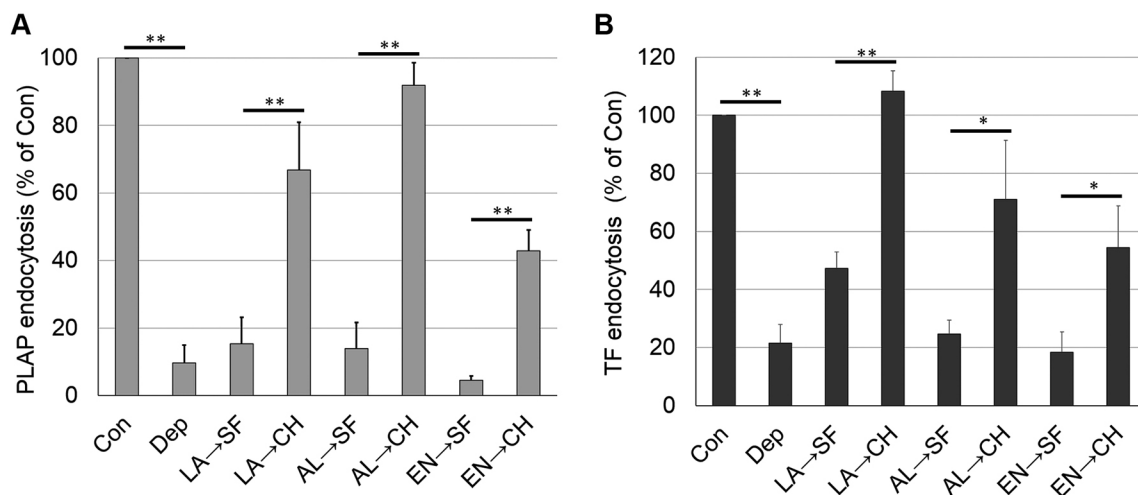 A
PLAP endocytosis (% of Con)
100
80
60
40
20
0
**
**
**
**
Con
Dep
LA→SF
LA→CH
AL→SF
AL→CH
EN→SF
EN→CH
B
TF endocytosis (% of Con)
120
100
80
60
40
20
0
**
**
*
*
Con
Dep
LA→SF
LA→CH
AL→SF
AL→CH
EN→SF
EN→CH